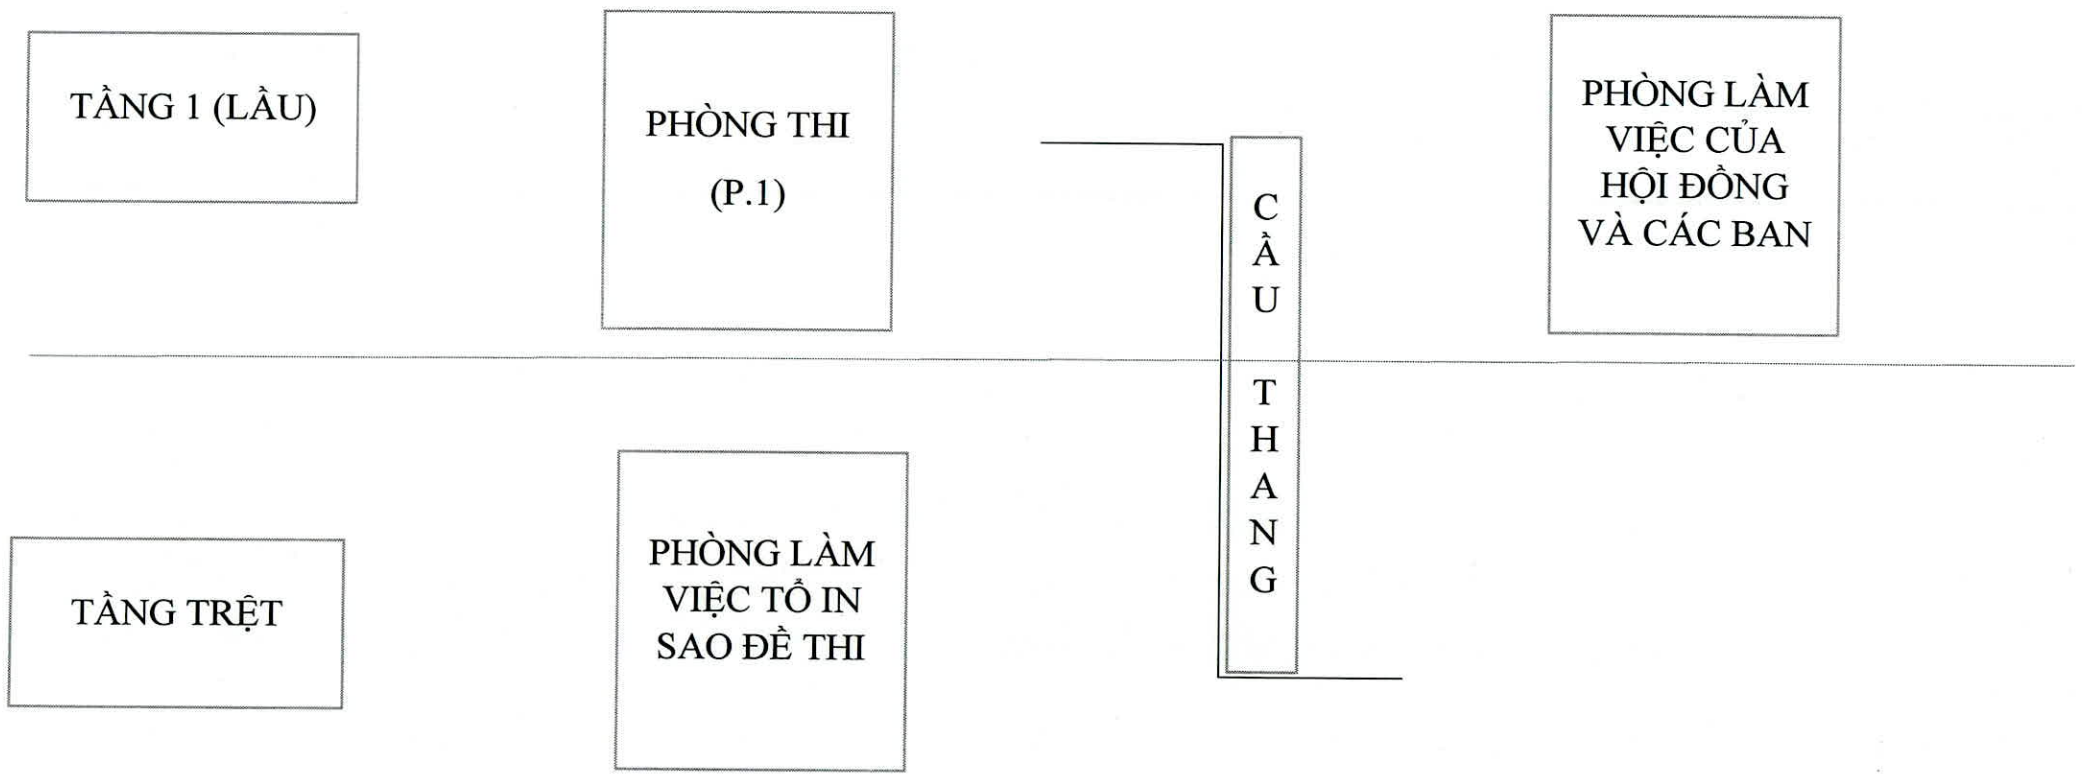 TẦNG 1 (LẦU)
PHÒNG THI
(P.1)
C
Ầ
U
T
H
A
N
G
PHÒNG LÀM
VIỆC CỦA
HỘI ĐỒNG
VÀ CÁC BAN
TẦNG TRỆT
PHÒNG LÀM
VIỆC TỔ IN
SAO ĐỀ THI